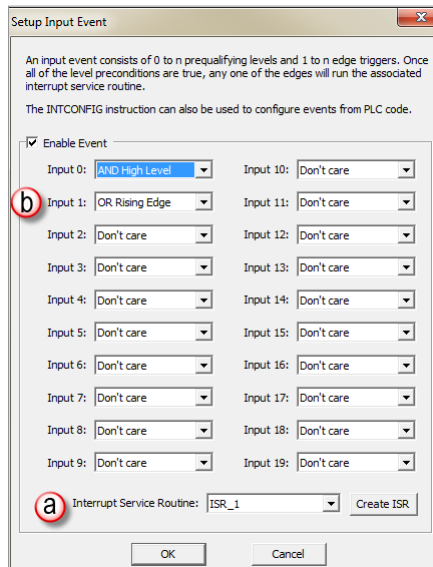 Setup Input Event
An input event consists of 0 to n prequalifying levels and 1 to n edge triggers. Once
all of the level preconditions are true, any one of the edges will run the associated
interrupt service routine.
The INTCONFIG instruction can also be used to configure events from PLC code.
Enable Event
Input 0: AND High Level Input 10: Don't care
b Input 1: OR Rising Edge Input 11: Don't care
Input 2: Don't care Input 12: Don't care
Input 3: Don't care Input 13: Don't care
Input 4: Don't care Input 14: Don't care
Input 5: Don't care Input 15: Don't care
Input 6: Don't care Input 16: Don't care
Input 7: Don't care Input 17: Don't care
Input 8: Don't care Input 18: Don't care
Input 9: Don't care Input 19: Don't care
a Interrupt Service Routine: ISR_1 Create ISR
OK Cancel